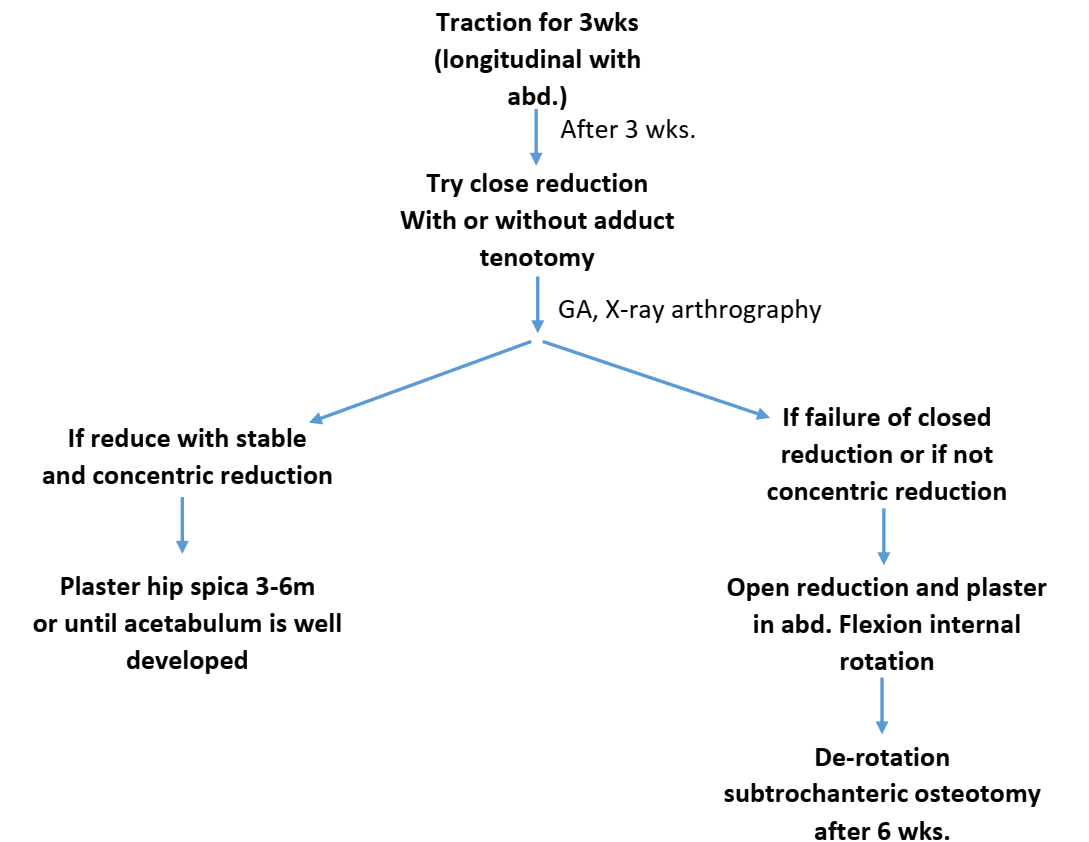 Traction for 3wks
(longitudinal with
abd.)
After 3 wks.
Try close reduction
With or without adduct
tenotomy
GA, X-ray arthrography
If reduce with stable
and concentric reduction
Plaster hip spica 3-6m
or until acetabulum is well
developed
If failure of closed
reduction or if not
concentric reduction
Open reduction and plaster
in abd. Flexion internal
rotation
De-rotation
subtrochanteric osteotomy
after 6 wks.